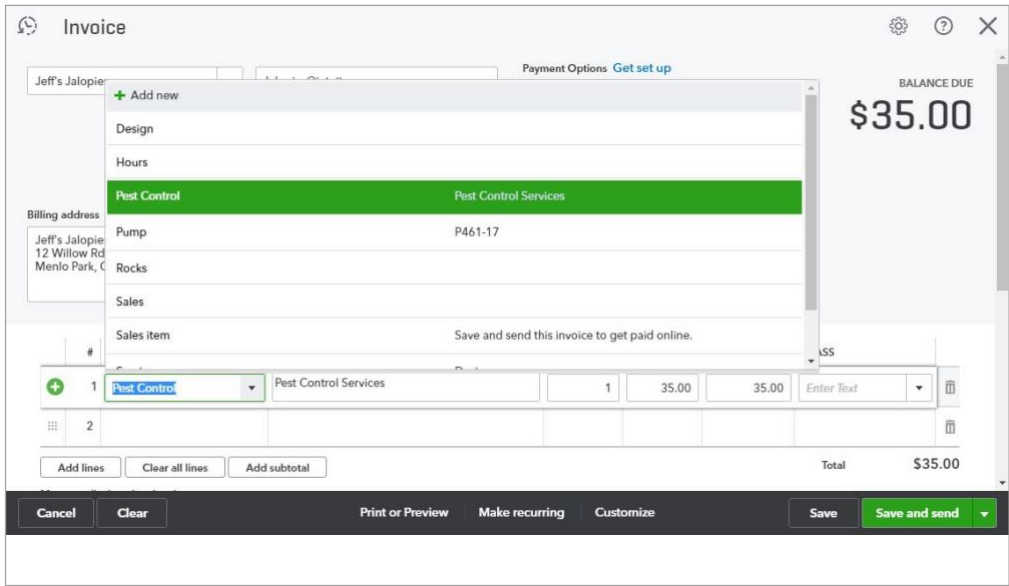 Invoice
Jeff's Jalopies
Payment Options Get set up
BALANCE DUE
$35.00
Add new
Design
Hours
Pest Control Pest Control Services
Pump P461-17
Rocks
Sales
Sales item Save and send this invoice to get paid online.
Billing address
Jeff's Jalopie
12 Willow Rd
Menlo Park, C
#
1 Pest Control Pest Control Services 1 35.00 35.00 Enter Text
2
Add lines Clear all lines Add subtotal Total $35.00
Cancel Clear Print or Preview Make recurring Customize Save Save and send